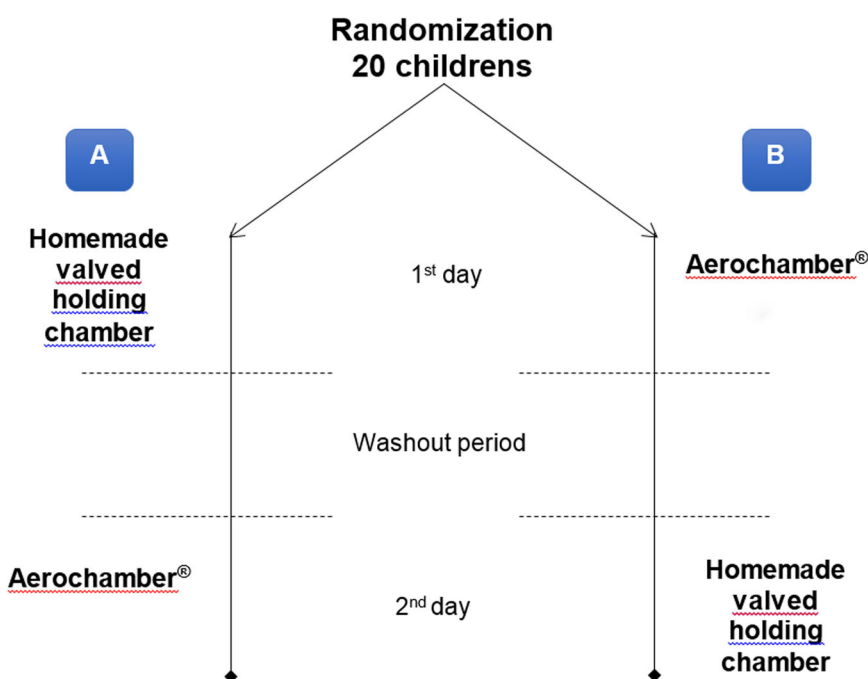 Randomization
20 childrens
A
B
Homemade
valved
holding
chamber
1st day
Aerochamber®
Washout period
Aerochamber®
2nd day
Homemade
valved
holding
chamber